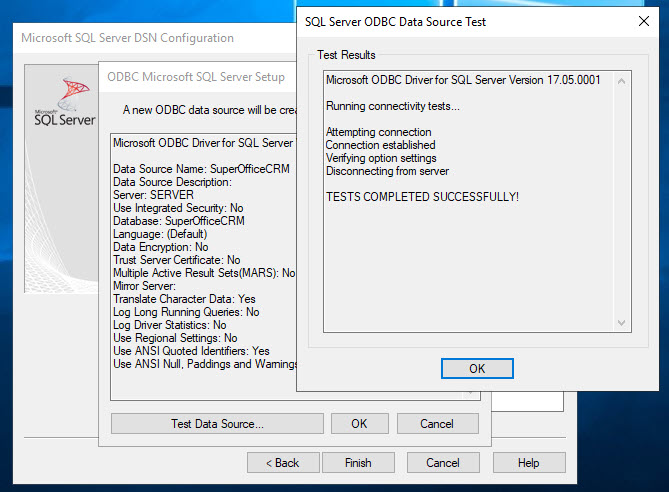 Microsoft SQL Server DSN Configuration
Microsoft
SQL Server
ODBC Microsoft SQL Server Setup
A new ODBC data source will be
Microsoft ODBC Driver for SQL Server
Data Source Name: SuperOfficeCRM
Data Source Description:
Server: SERVER
Use Integrated Security: No
Database: SuperOfficeCRM
Language: (Default)
Data Encryption: No
Trust Server Certificate: No
Multiple Active Result Sets(MARS): No
Mirror Server:
Translate Character Data: Yes
Log Long Running Queries: No
Log Driver Statistics: No
Use Regional Settings: No
Use ANSI Quoted Identifiers: Yes
Use ANSI Null, Paddings and Warnings
Test Data Source...
OK
Cancel
< Back
Finish
Cancel
Help
SQL Server ODBC Data Source Test
Test Results
Microsoft ODBC Driver for SQL Server Version 17.05.0001
Running connectivity tests...
Attempting connection
Connection established
Verifying option settings
Disconnecting from server
TESTS COMPLETED SUCCESSFULLY!
OK